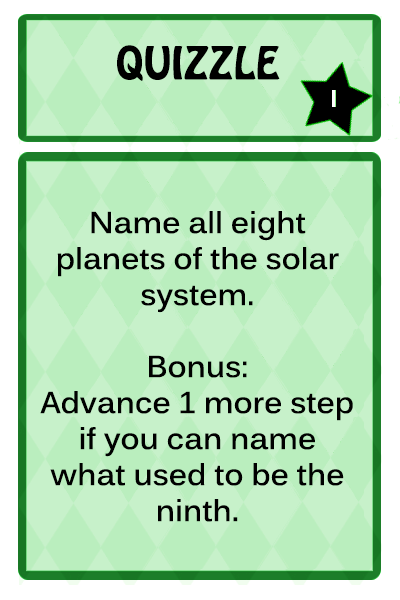 QUIZZLE
1
Name all eight
planets of the solar
system.
Bonus:
Advance 1 more step
if you can name
what used to be the
ninth.